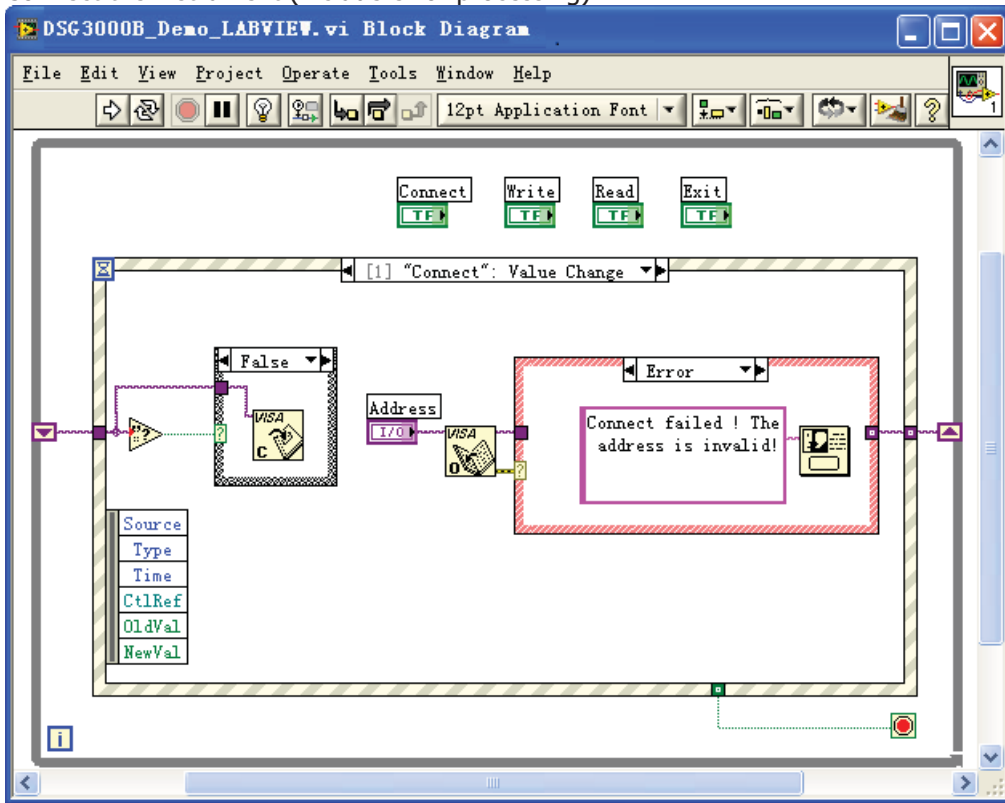 DSG3000B_Demo_LABVIEW.vi Block Diagram
File Edit View Project Operate Tools Window Help
12pt Application Font
1
Connect Write Read Exit
TF TF TF TF
[1] "Connect": Value Change
False
Error
Address
I/O
VISA
C
VISA
O
Connect failed ! The
address is invalid!
?
?
?
Source
Type
Time
CtlRef
OldVal
NewVal
i